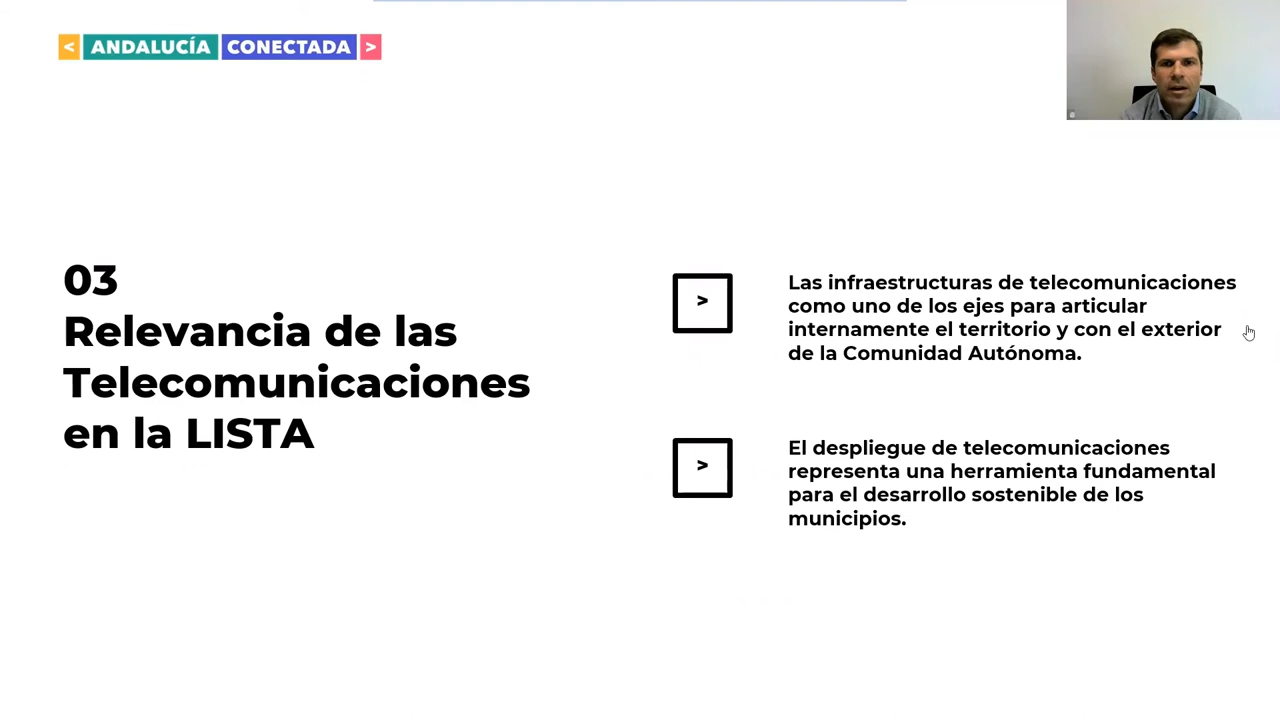 < ANDALUCÍA CONECTADA >
03
Relevancia de las
Telecomunicaciones
en la LISTA
>
Las infraestructuras de telecomunicaciones
como uno de los ejes para articular
internamente el territorio y con el exterior
de la Comunidad Autónoma.
>
El despliegue de telecomunicaciones
representa una herramienta fundamental
para el desarrollo sostenible de los
municipios.